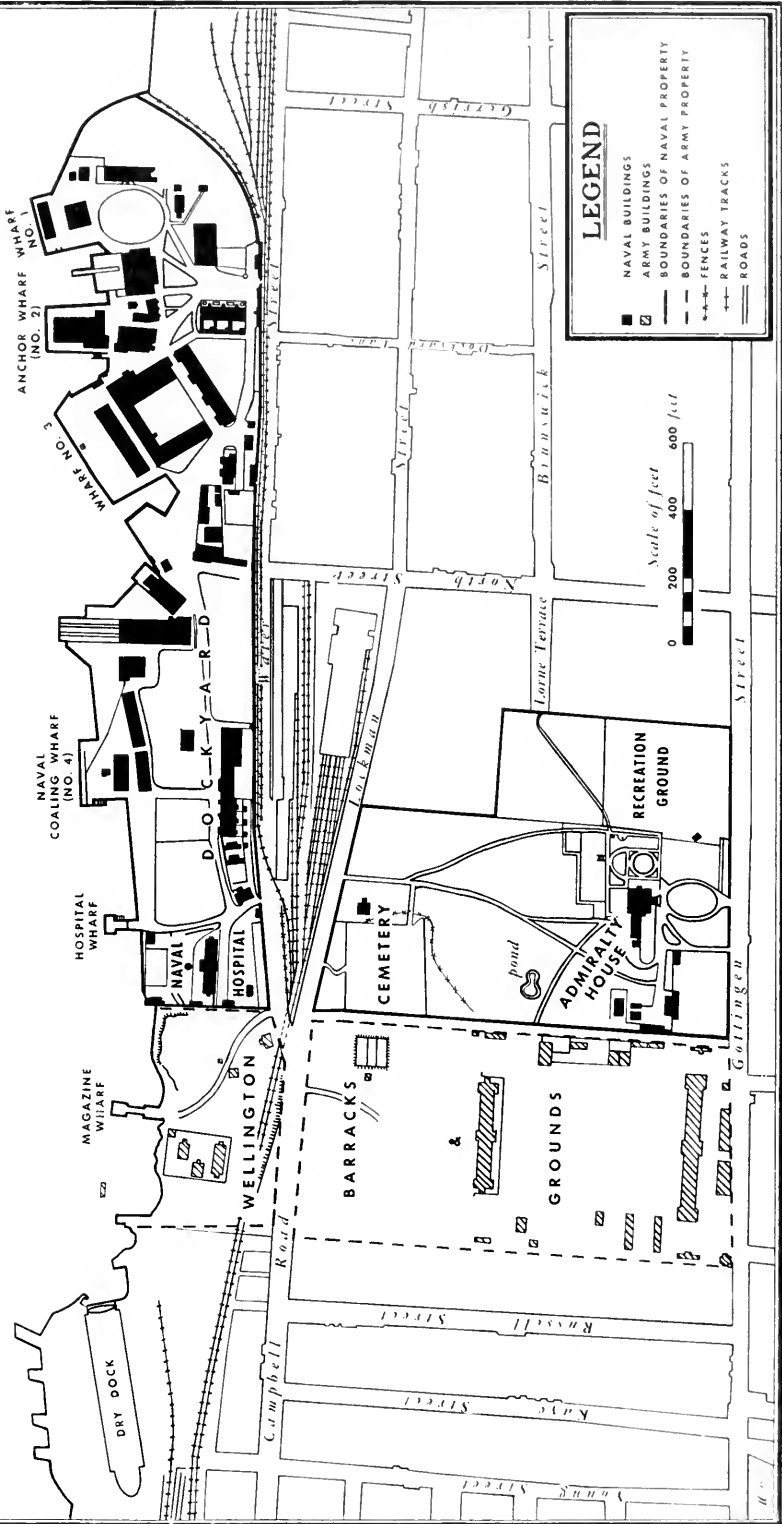 DRY DOCK
MAGAZINE
WHARF
HOSPITAL
WHARF
NAVAL
COALING WHARF
(NO. 4)
WHARF NO. 3
ANCHOR WHARF
(NO. 2)
WHARF
NO. 1
NAVAL
HOSPITAL
DOCKYARD
WELLINGTON
BARRACKS
&
GROUNDS
CEMETERY
pond
ADMIRALTY
HOUSE
RECREATION
GROUND
Campbell Road
Lockman Street
Water Street
Young Street
Kaye Street
Russell Street
North Street
Dockyard Lane
Gerrish Street
Lorne Terrace
Brunswick Street
Gottingen Street
Scale of feet
0 200 400 600 feet
LEGEND
NAVAL BUILDINGS
ARMY BUILDINGS
BOUNDARIES OF NAVAL PROPERTY
BOUNDARIES OF ARMY PROPERTY
FENCES
RAILWAY TRACKS
ROADS